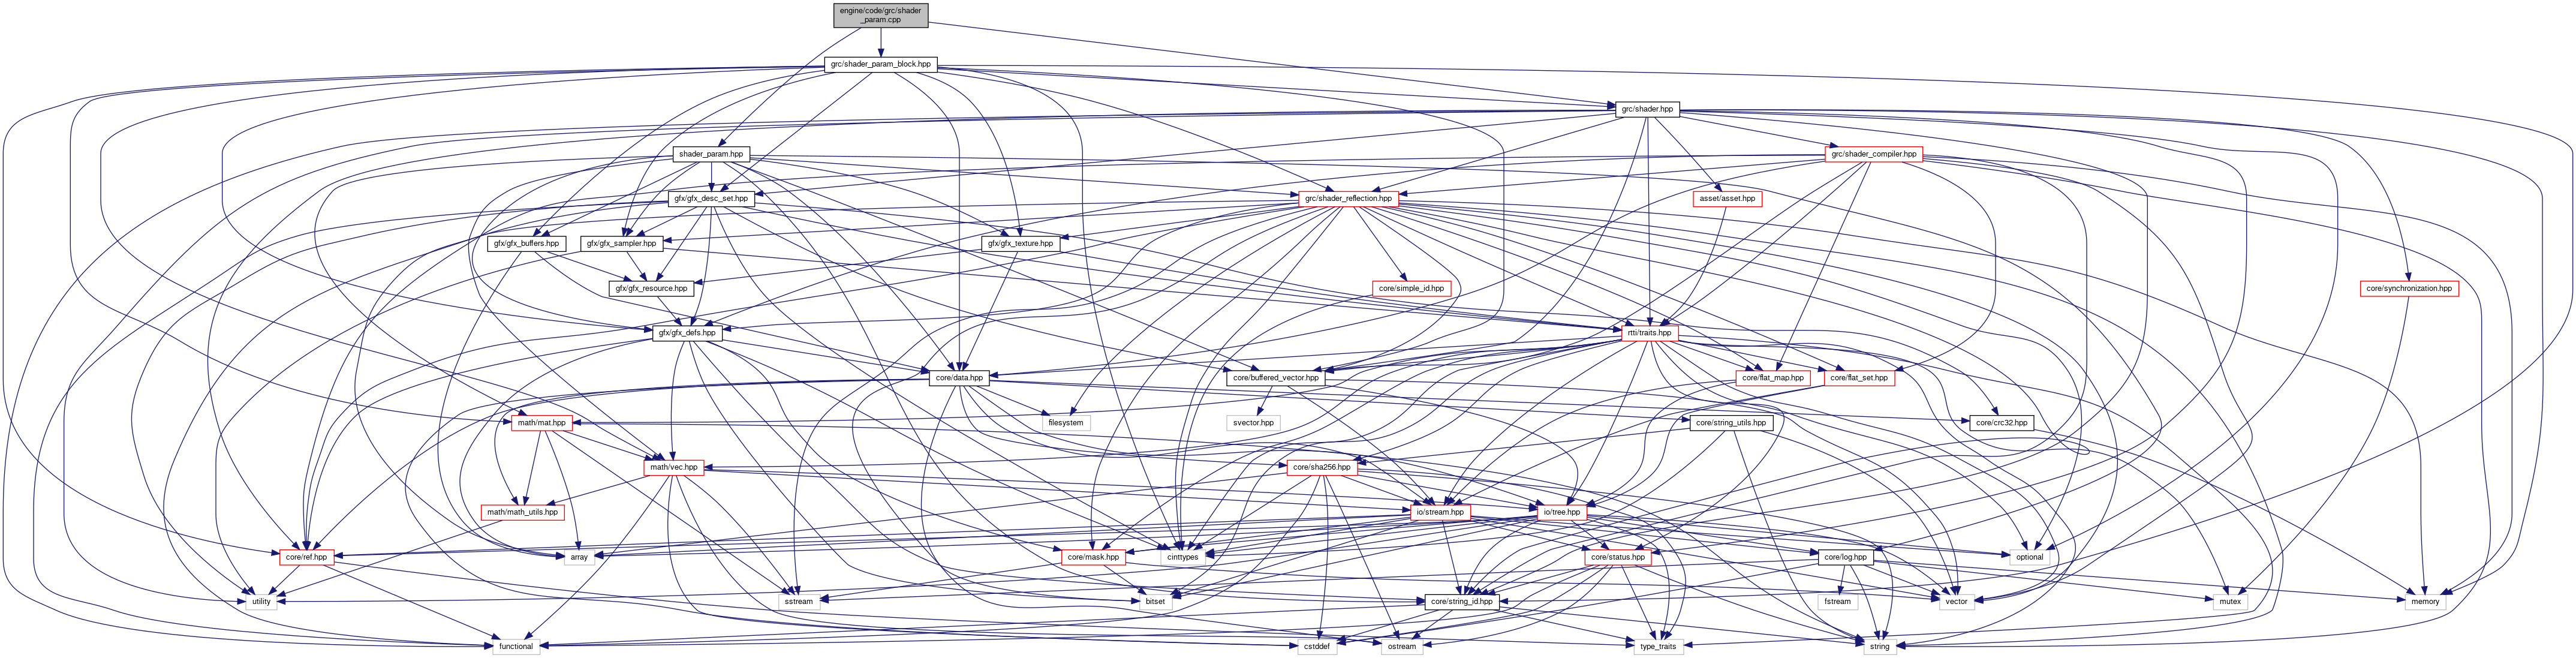 engine/code/grc/shader
_param.cpp
grc/shader_param_block.hpp
grc/shader.hpp
shader_param.hpp
grc/shader_compiler.hpp
gfx/gfx_desc_set.hpp
grc/shader_reflection.hpp
asset/asset.hpp
gfx/gfx_buffers.hpp
gfx/gfx_sampler.hpp
gfx/gfx_texture.hpp
gfx/gfx_resource.hpp
core/simple_id.hpp
core/synchronization.hpp
gfx/gfx_defs.hpp
rtti/traits.hpp
core/data.hpp
core/buffered_vector.hpp
core/flat_map.hpp
core/flat_set.hpp
math/mat.hpp
filesystem
svector.hpp
core/string_utils.hpp
core/crc32.hpp
math/vec.hpp
core/sha256.hpp
math/math_utils.hpp
io/stream.hpp
io/tree.hpp
core/ref.hpp
array
core/mask.hpp
cinttypes
core/status.hpp
core/log.hpp
optional
utility
sstream
bitset
core/string_id.hpp
fstream
vector
mutex
memory
functional
cstddef
ostream
type_traits
string